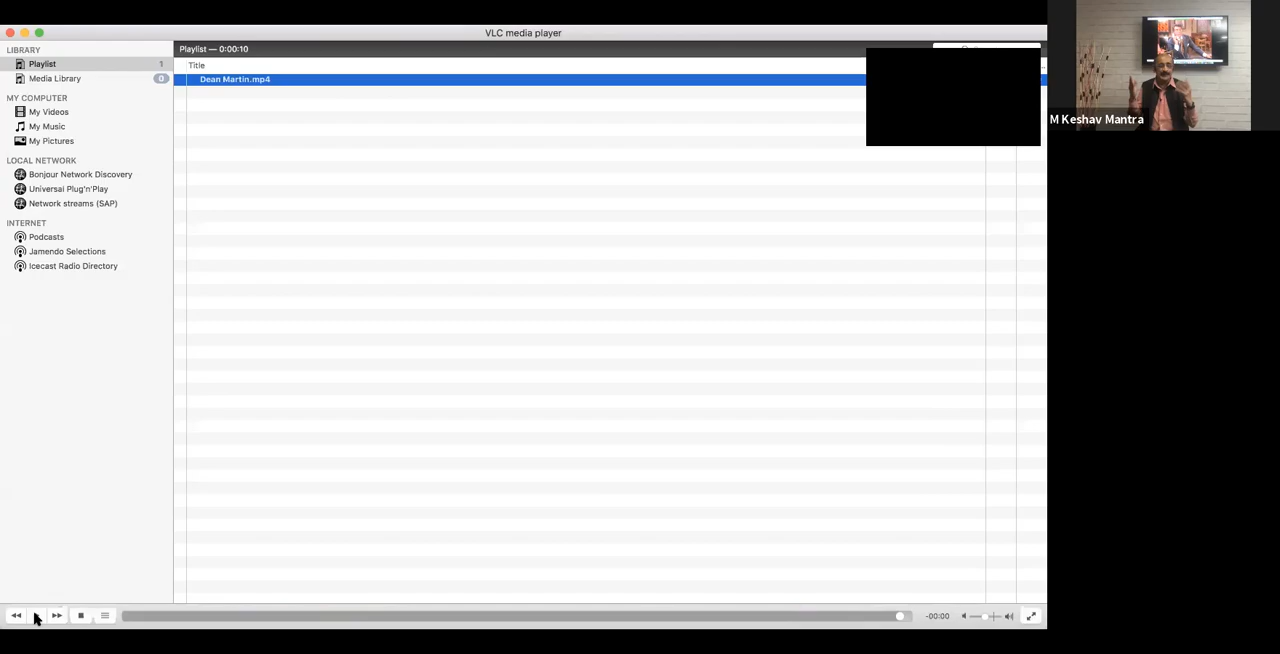 VLC media player
LIBRARY
Playlist 1
Media Library 0
MY COMPUTER
My Videos
My Music
My Pictures
LOCAL NETWORK
Bonjour Network Discovery
Universal Plug'n'Play
Network streams (SAP)
INTERNET
Podcasts
Jamendo Selections
Icecast Radio Directory
Playlist — 0:00:10
Title
Dean Martin.mp4
-00:00
M Keshav Mantra